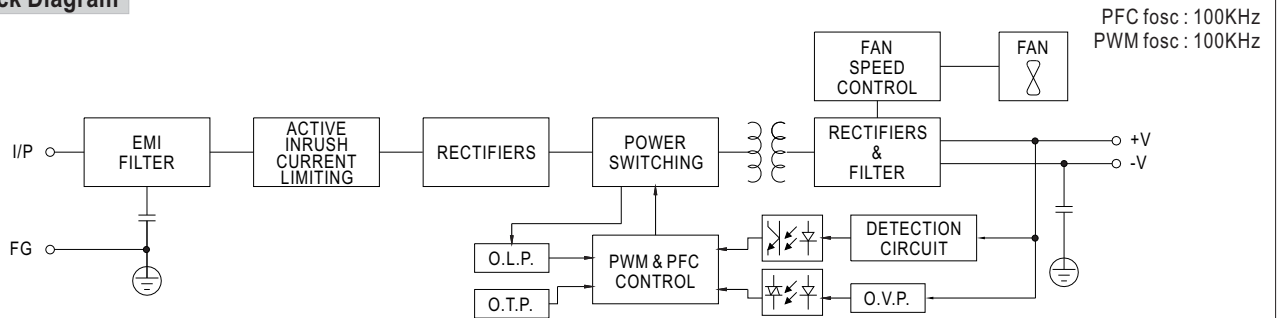 ck Diagram
PFC fosc : 100KHz
PWM fosc : 100KHz
FAN
SPEED
CONTROL
FAN
I/P
EMI
FILTER
ACTIVE
INRUSH
CURRENT
LIMITING
RECTIFIERS
POWER
SWITCHING
RECTIFIERS
&
FILTER
+V
-V
FG
O.L.P.
O.T.P.
PWM & PFC
CONTROL
DETECTION
CIRCUIT
O.V.P.